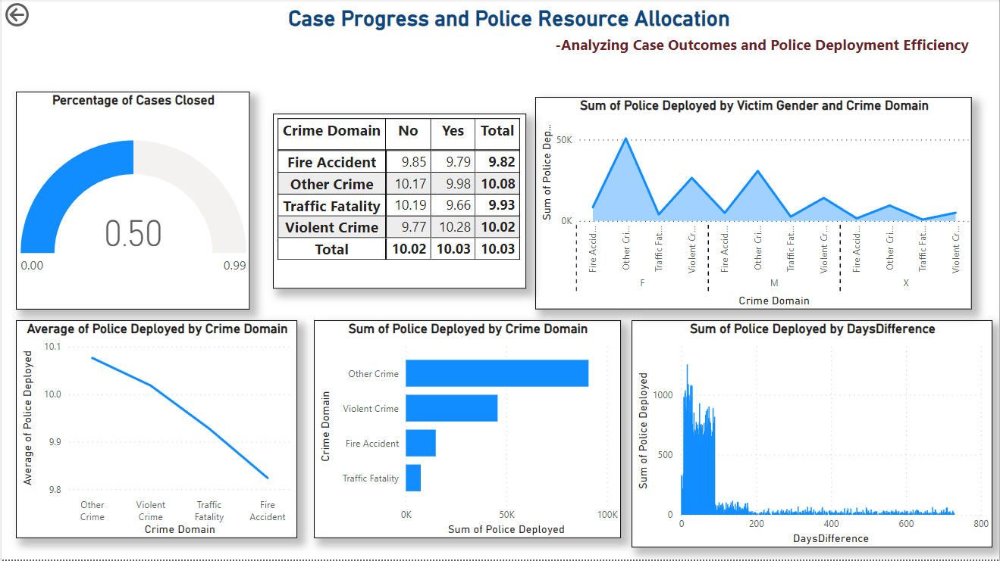 Case Progress and Police Resource Allocation
-Analyzing Case Outcomes and Police Deployment Efficiency
Percentage of Cases Closed
0.50
0.00 0.99
Crime Domain No Yes Total
Fire Accident 9.85 9.79 9.82
Other Crime 10.17 9.98 10.08
Traffic Fatality 10.19 9.66 9.93
Violent Crime 9.77 10.28 10.02
Total 10.02 10.03 10.03
Sum of Police Deployed by Victim Gender and Crime Domain
Sum of Police Dep...
50K
0K
Fire Accid... Other Cri... Traffic Fat... Violent Cr... Fire Accid... Other Cri... Traffic Fat... Violent Cr... Fire Accid... Other Cri... Traffic Fat... Violent Cr...
F M X
Crime Domain
Average of Police Deployed by Crime Domain
Average of Police Deployed
10.1
10.0
9.9
9.8
Other Violent Traffic Fire
Crime Crime Fatality Accident
Crime Domain
Sum of Police Deployed by Crime Domain
Crime Domain
Other Crime
Violent Crime
Fire Accident
Traffic Fatality
0K 50K 100K
Sum of Police Deployed
Sum of Police Deployed by DaysDifference
Sum of Police Deployed
1000
500
0
0 200 400 600 800
DaysDifference